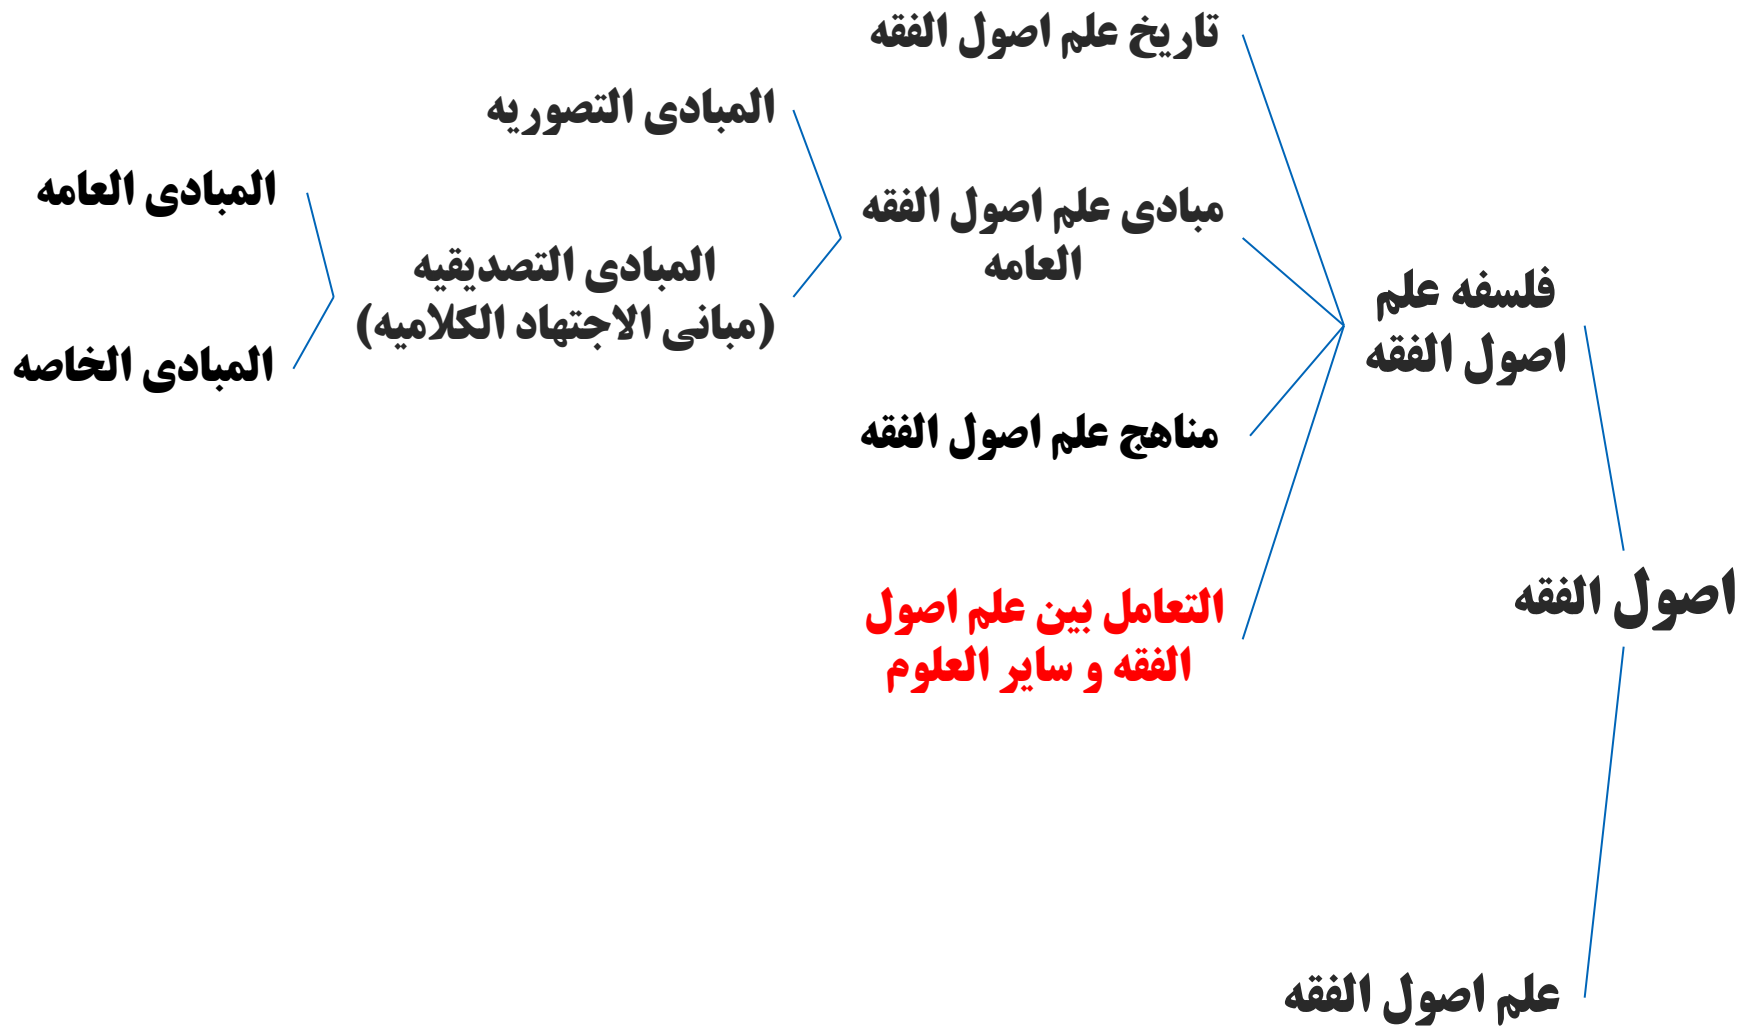 تاریخ علم اصول الفقه
المبادی التصوریه
المبادی العامه
مبادی علم اصول الفقه
العامه
المبادی التصدیقیه
(مبانی الاجتهاد الکلامیه)
فلسفه علم
اصول الفقه
المبادی الخاصه
مناهج علم اصول الفقه
اصول الفقه
التعامل بین علم اصول
الفقه و سایر العلوم
علم اصول الفقه